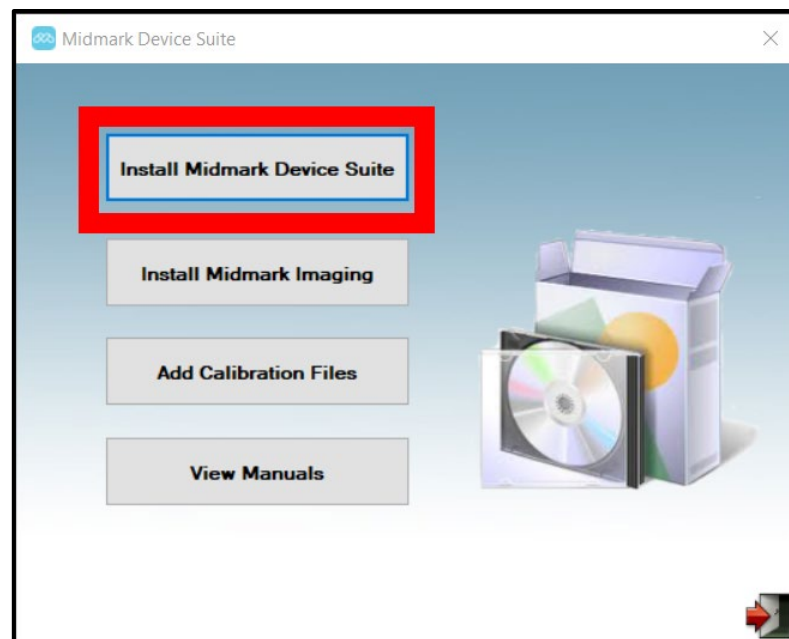 Midmark Device Suite
Install Midmark Device Suite
Install Midmark Imaging
Add Calibration Files
View Manuals